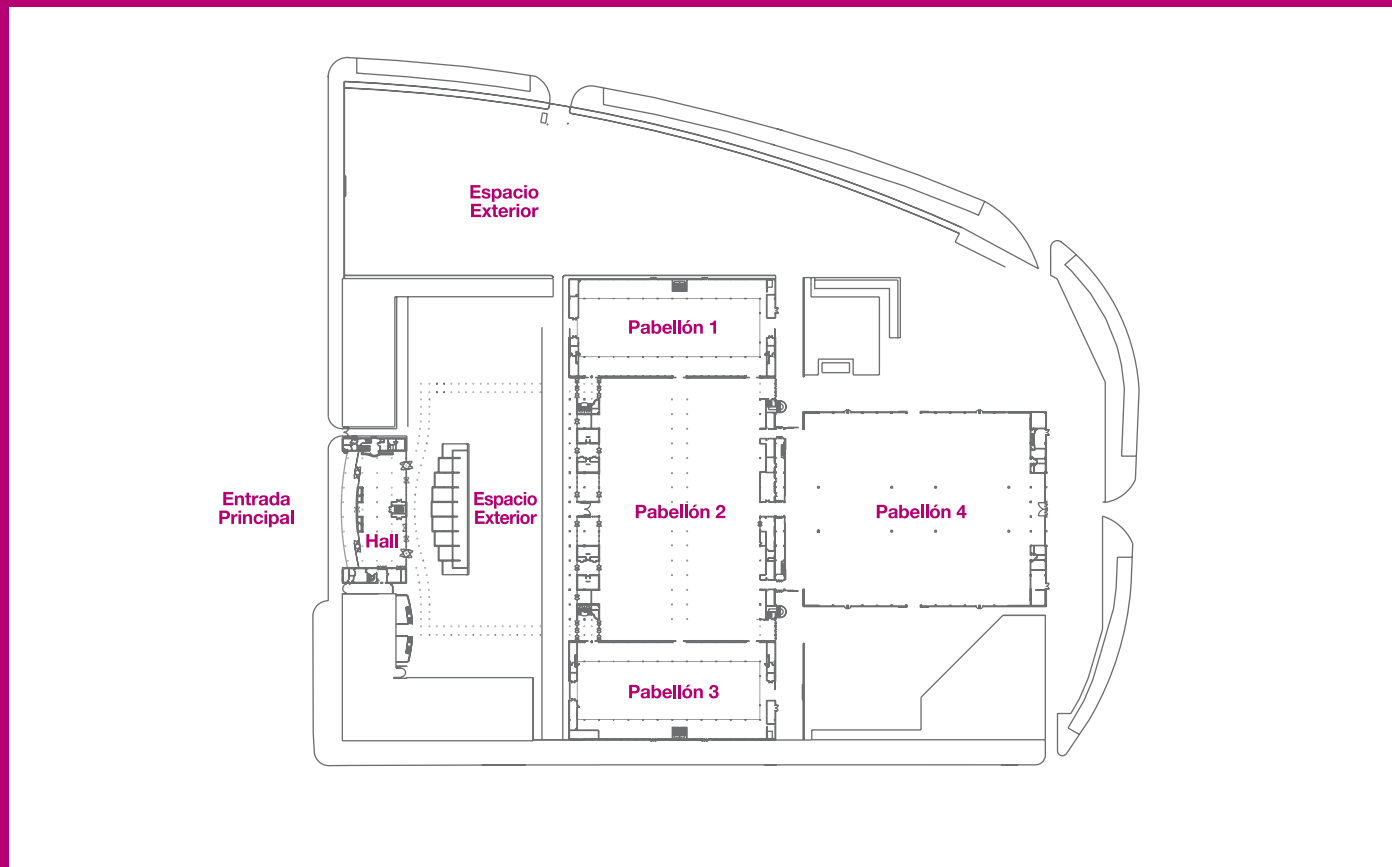 Espacio
Exterior
Pabellón 1
Entrada
Principal
Hall
Espacio
Exterior
Pabellón 2
Pabellón 4
Pabellón 3